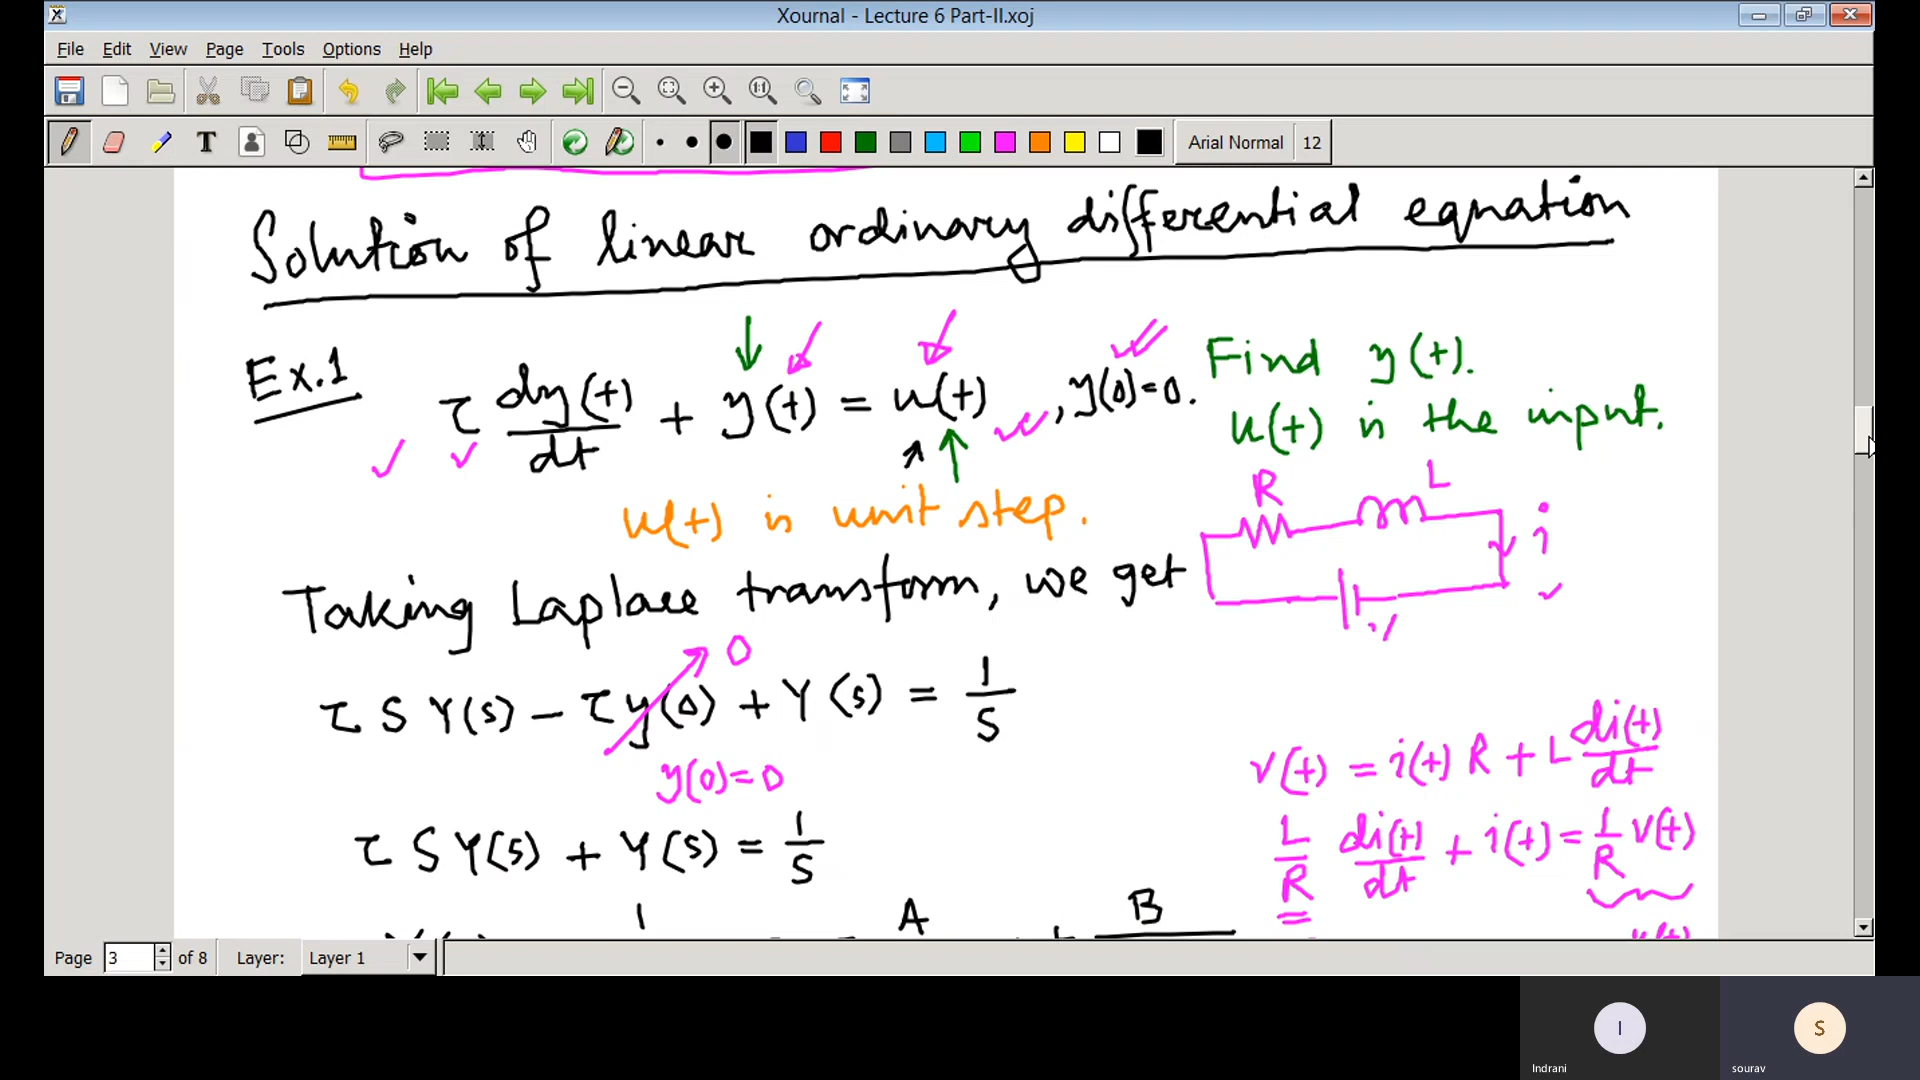 Xournal - Lecture 6 Part-II.xoj
File Edit View Page Tools Options Help
Arial Normal 12
Solution of linear ordinary differential equation
Ex.1 τ dy(t)/dt + y(t) = u(t), y(0)=0. Find y(t).
u(t) is the input.
u(t) is unit step.
R L
i
v
Taking Laplace transform, we get
0
τ S Y(s) - τ y(0) + Y(s) = 1/S
y(0)=0
v(t) = i(t) R + L di(t)/dt
τ S Y(s) + Y(s) = 1/S
L/R di(t)/dt + i(t) = 1/R v(t)
1 A + B
Page 3 of 8 Layer: Layer 1
I
Indrani
S
sourav